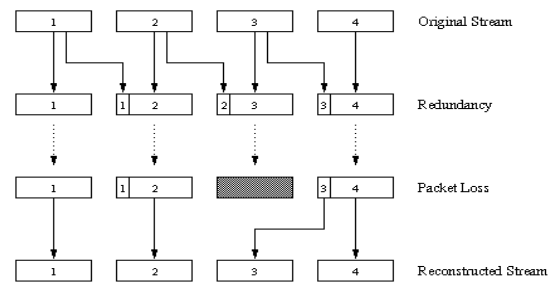 1 2 3 4 Original Stream
1 1 2 2 3 3 4 Redundancy
1 1 2 3 4 Packet Loss
1 2 3 4 Reconstructed Stream